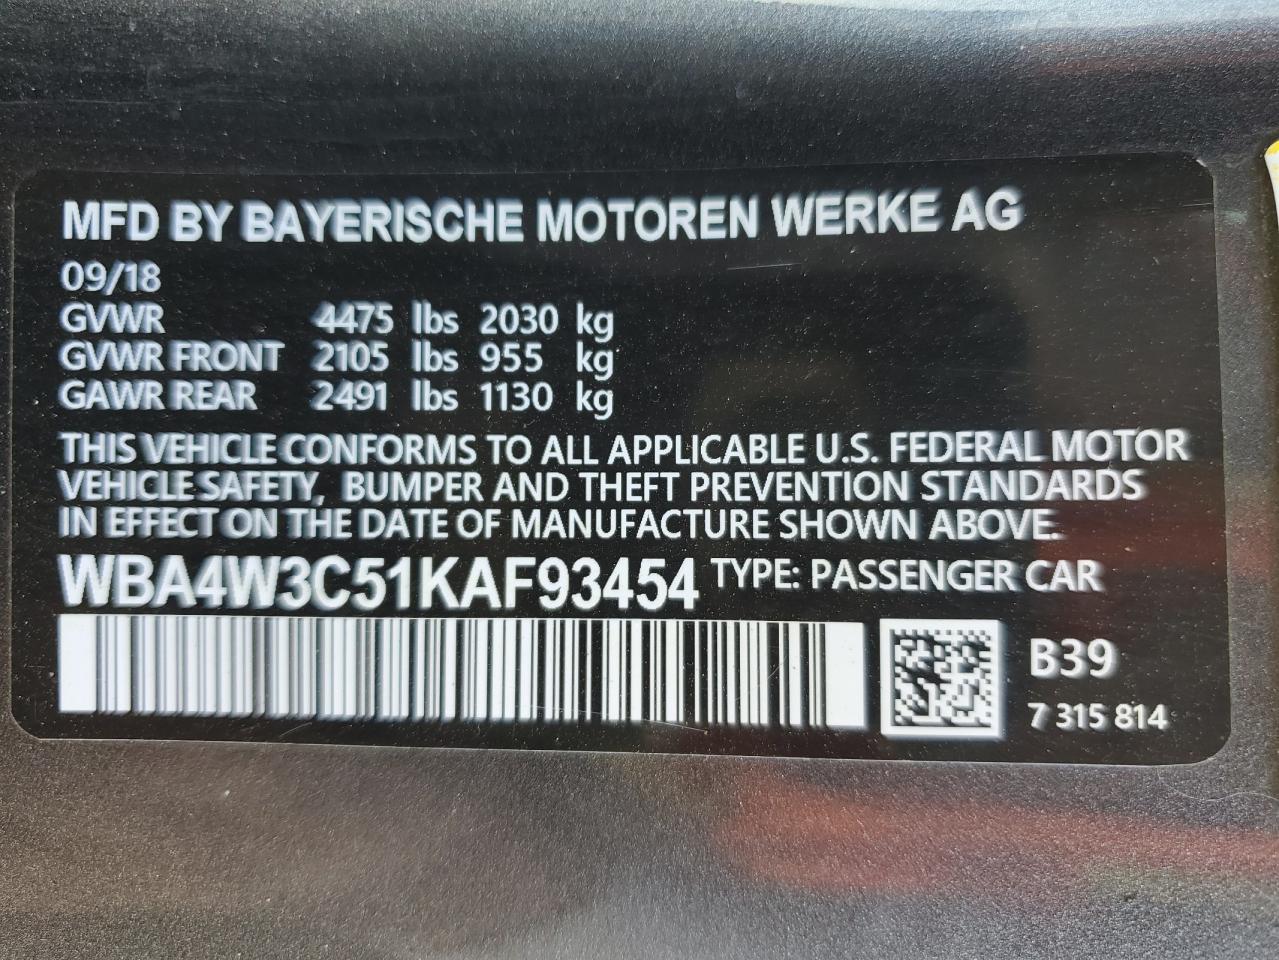 MFD BY BAYERISCHE MOTOREN WERKE AG
09/18
GVWR 4475 lbs 2030 kg
GVWR FRONT 2105 lbs 955 kg
GAWR REAR 2491 lbs 1130 kg
THIS VEHICLE CONFORMS TO ALL APPLICABLE U.S. FEDERAL MOTOR
VEHICLE SAFETY, BUMPER AND THEFT PREVENTION STANDARDS
IN EFFECT ON THE DATE OF MANUFACTURE SHOWN ABOVE.
WBA4W3C51KAF93454 TYPE: PASSENGER CAR
B39
7 315 814